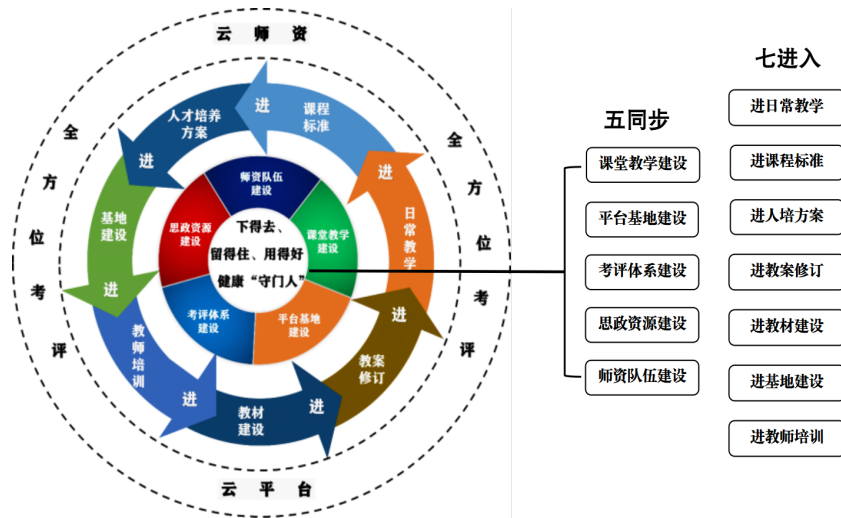 云 师 资
全方位考评
全方位考评
云 平 台
进
课程
标准
进
日常教学
进
教案
修订
进
教材
建设
进
教师培训
进
基地
建设
进
人才培养
方案
师资队伍
建设
课堂教学
建设
平台基地
建设
考评体系
建设
思政资源
建设
下得去、
留得住、用得好
健康“守门人”
五同步
课堂教学建设
平台基地建设
考评体系建设
思政资源建设
师资队伍建设
七进入
进日常教学
进课程标准
进人培方案
进教案修订
进教材建设
进基地建设
进教师培训